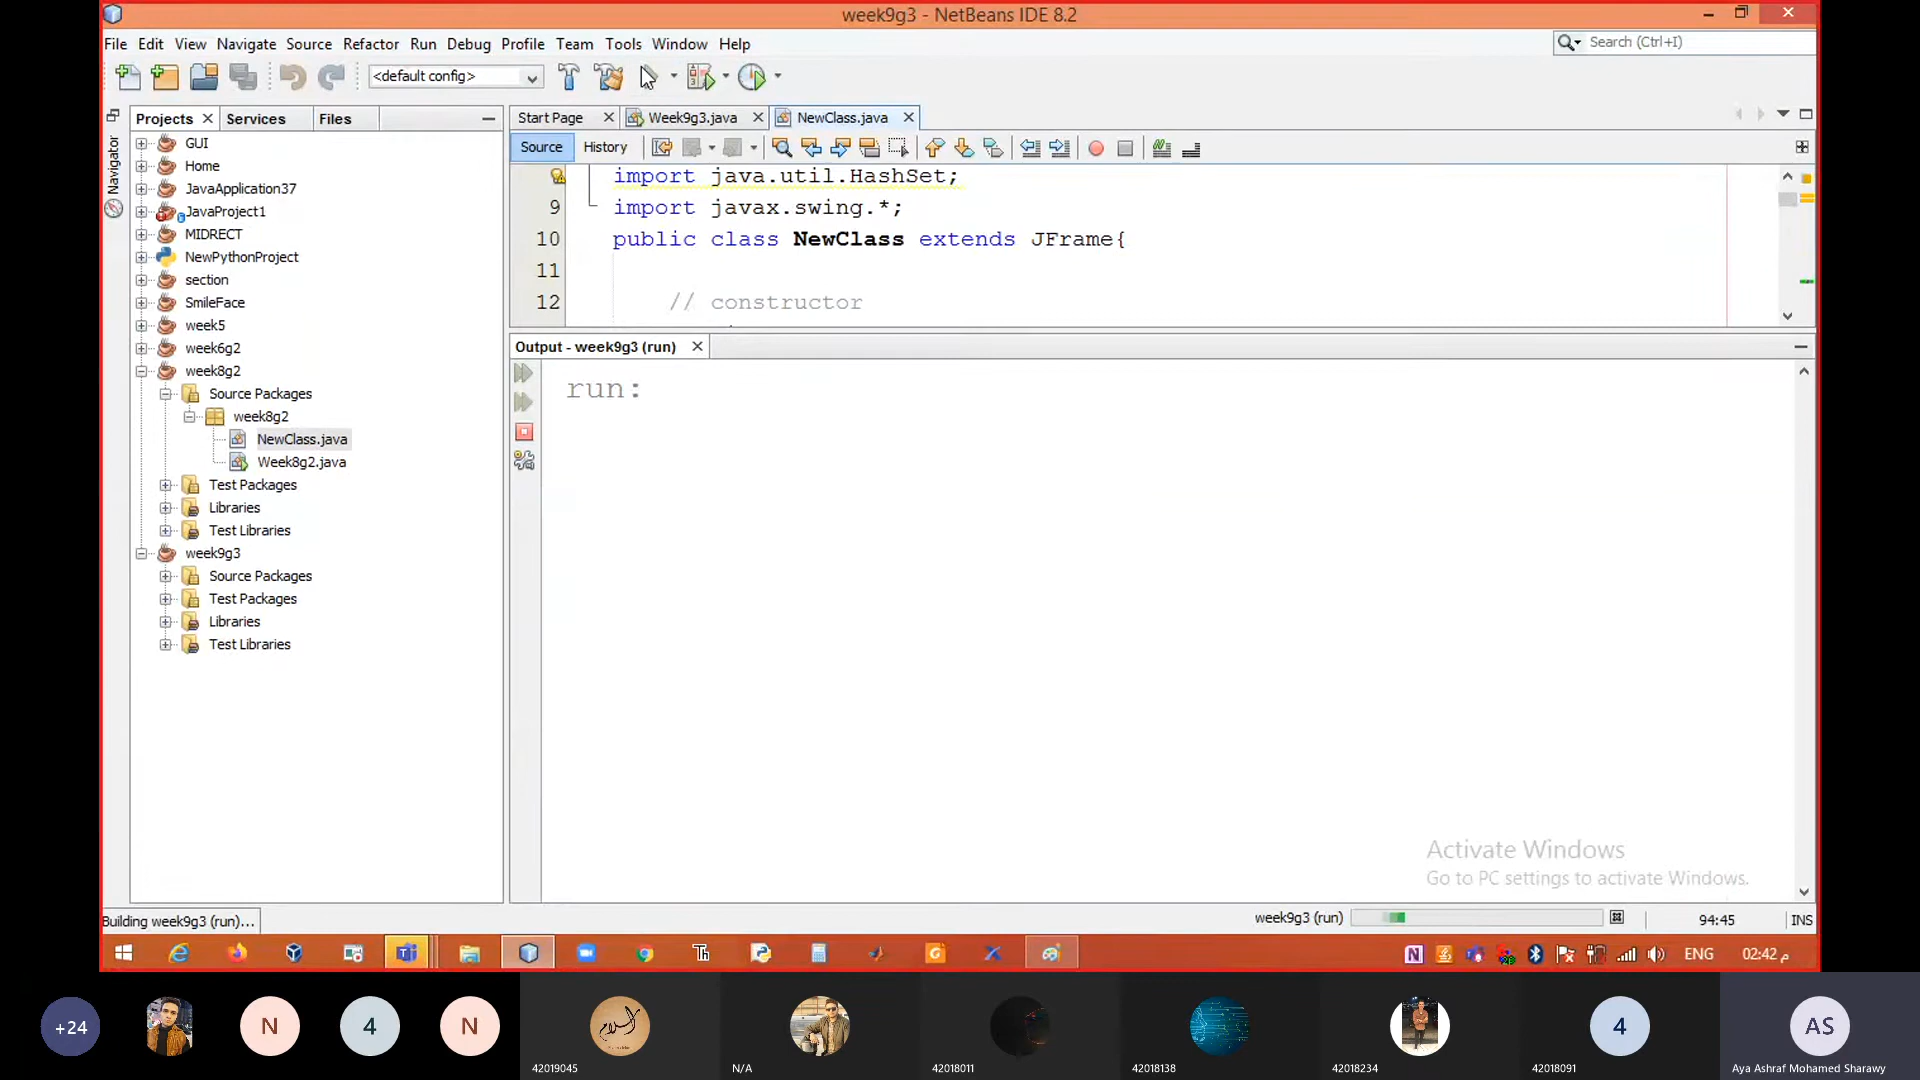 week9g3 - NetBeans IDE 8.2
File Edit View Navigate Source Refactor Run Debug Profile Team Tools Window Help
Search (Ctrl+I)
<default config>
Projects Services Files
Start Page Week9g3.java NewClass.java
Source History
Navigator
GUI
Home
JavaApplication37
JavaProject1
MIDRECT
NewPythonProject
section
SmileFace
week5
week6g2
week8g2
Source Packages
week8g2
NewClass.java
Week8g2.java
Test Packages
Libraries
Test Libraries
week9g3
Source Packages
Test Packages
Libraries
Test Libraries
import java.util.HashSet;
9 import javax.swing.*;
10 public class NewClass extends JFrame{
11
12 // constructor
Output - week9g3 (run)
run:
Activate Windows
Go to PC settings to activate Windows.
Building week9g3 (run)...
week9g3 (run)
94:45
INS
ENG
02:42 م
+24
N
4
N
42019045
N/A
42018011
42018138
42018234
4
42018091
AS
Aya Ashraf Mohamed Sharawy